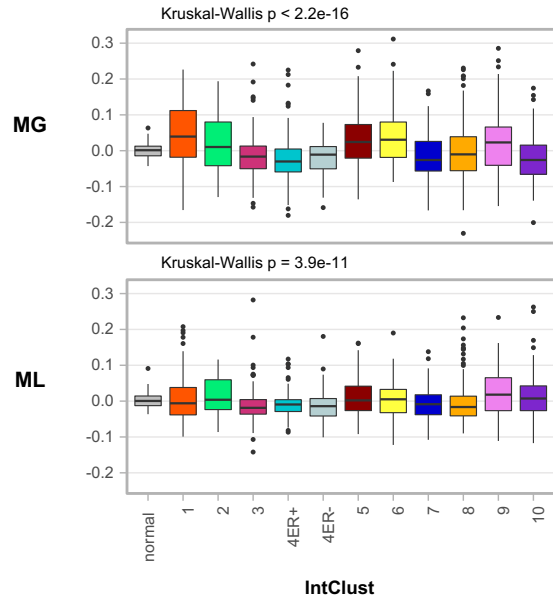 Kruskal-Wallis p < 2.2e-16
MG
0.3
0.2
0.1
0.0
-0.1
-0.2
Kruskal-Wallis p = 3.9e-11
ML
0.3
0.2
0.1
0.0
-0.1
-0.2
normal
1
2
3
4ER+
4ER-
5
6
7
8
9
10
IntClust